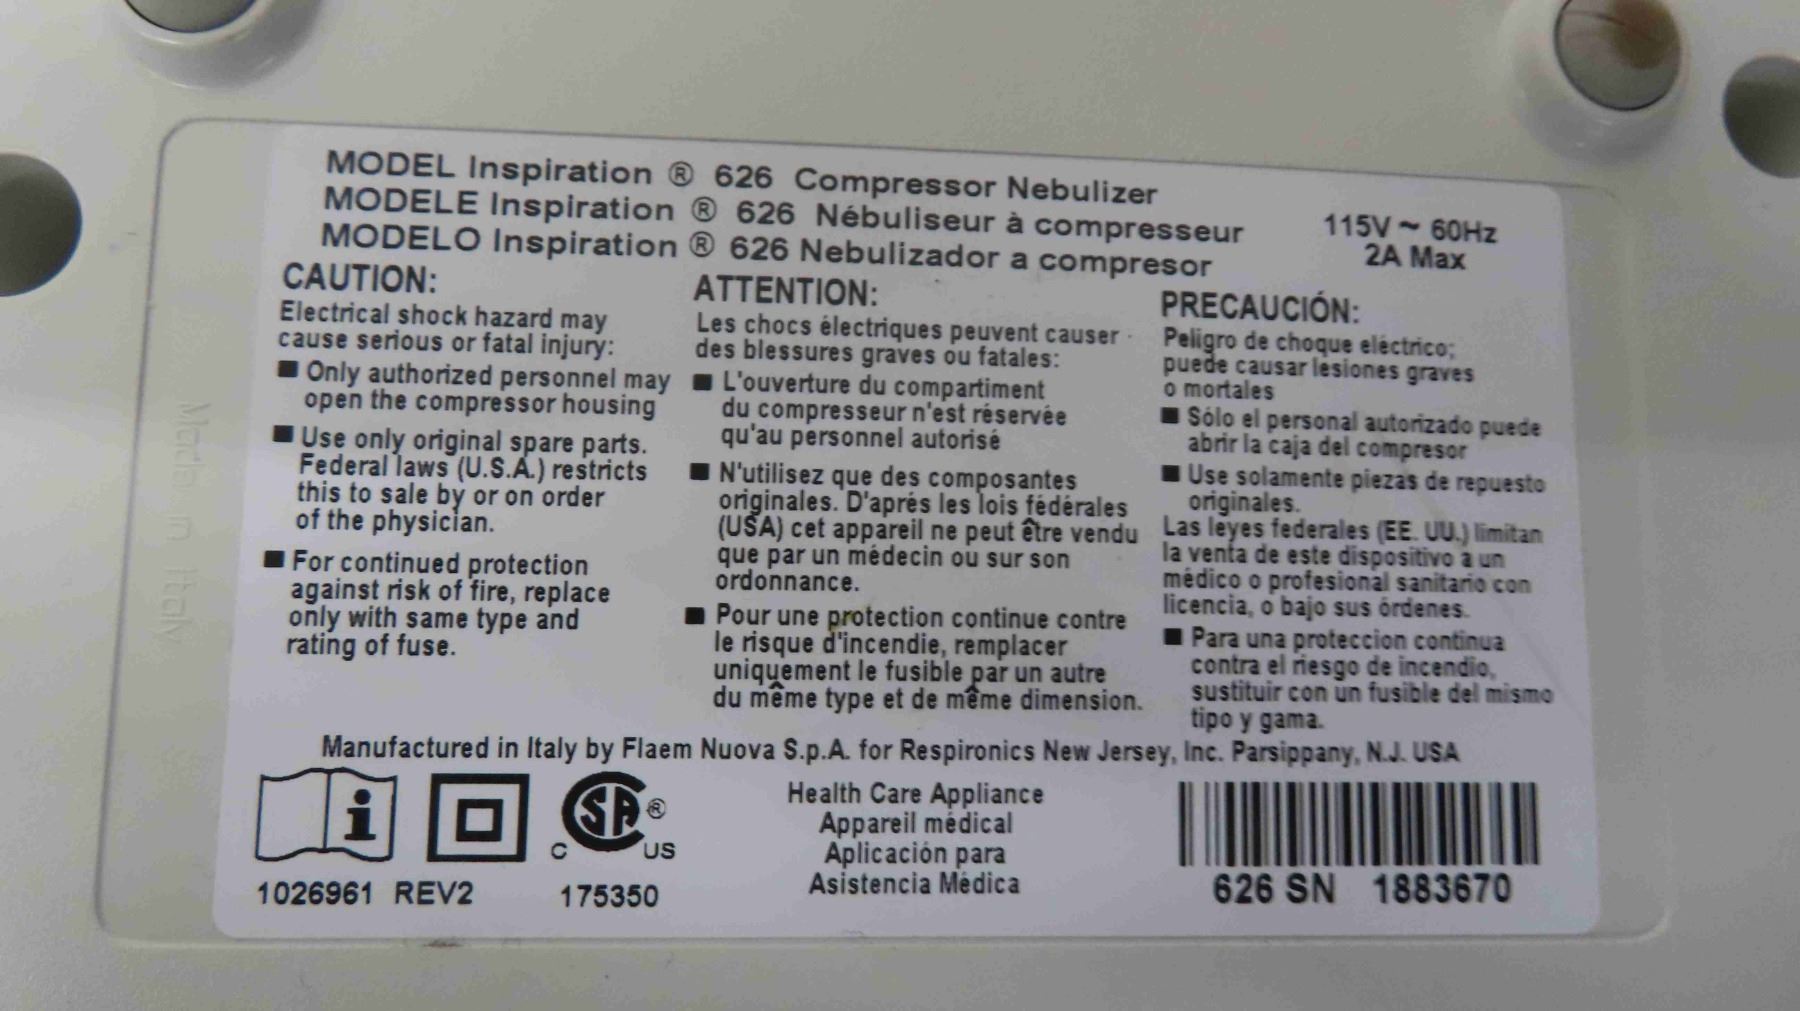 MODEL Inspiration ® 626 Compressor Nebulizer
MODELE Inspiration ® 626 Nébuliseur à compresseur
MODELO Inspiration ® 626 Nebulizador a compresor
115V ~ 60Hz
2A Max
CAUTION:
Electrical shock hazard may
cause serious or fatal injury:
■ Only authorized personnel may
open the compressor housing
■ Use only original spare parts.
Federal laws (U.S.A.) restricts
this to sale by or on order
of the physician.
■ For continued protection
against risk of fire, replace
only with same type and
rating of fuse.
ATTENTION:
Les chocs électriques peuvent causer
des blessures graves ou fatales:
■ L'ouverture du compartiment
du compresseur n'est réservée
qu'au personnel autorisé
■ N'utilisez que des composantes
originales. D'aprés les lois fédérales
(USA) cet appareil ne peut être vendu
que par un médecin ou sur son
ordonnance.
■ Pour une protection continue contre
le risque d'incendie, remplacer
uniquement le fusible par un autre
du même type et de même dimension.
PRECAUCIÓN:
Peligro de choque eléctrico;
puede causar lesiones graves
o mortales
■ Sólo el personal autorizado puede
abrir la caja del compresor
■ Use solamente piezas de repuesto
originales.
Las leyes federales (EE. UU.) limitan
la venta de este dispositivo a un
médico o profesional sanitario con
licencia, o bajo sus órdenes.
■ Para una proteccion continua
contra el riesgo de incendio,
sustituir con un fusible del mismo
tipo y gama.
Manufactured in Italy by Flaem Nuova S.p.A. for Respironics New Jersey, Inc. Parsippany, N.J. USA
i
SA ®
C US
1026961 REV2
175350
Health Care Appliance
Appareil médical
Aplicación para
Asistencia Médica
626 SN 1883670
Made in Italy